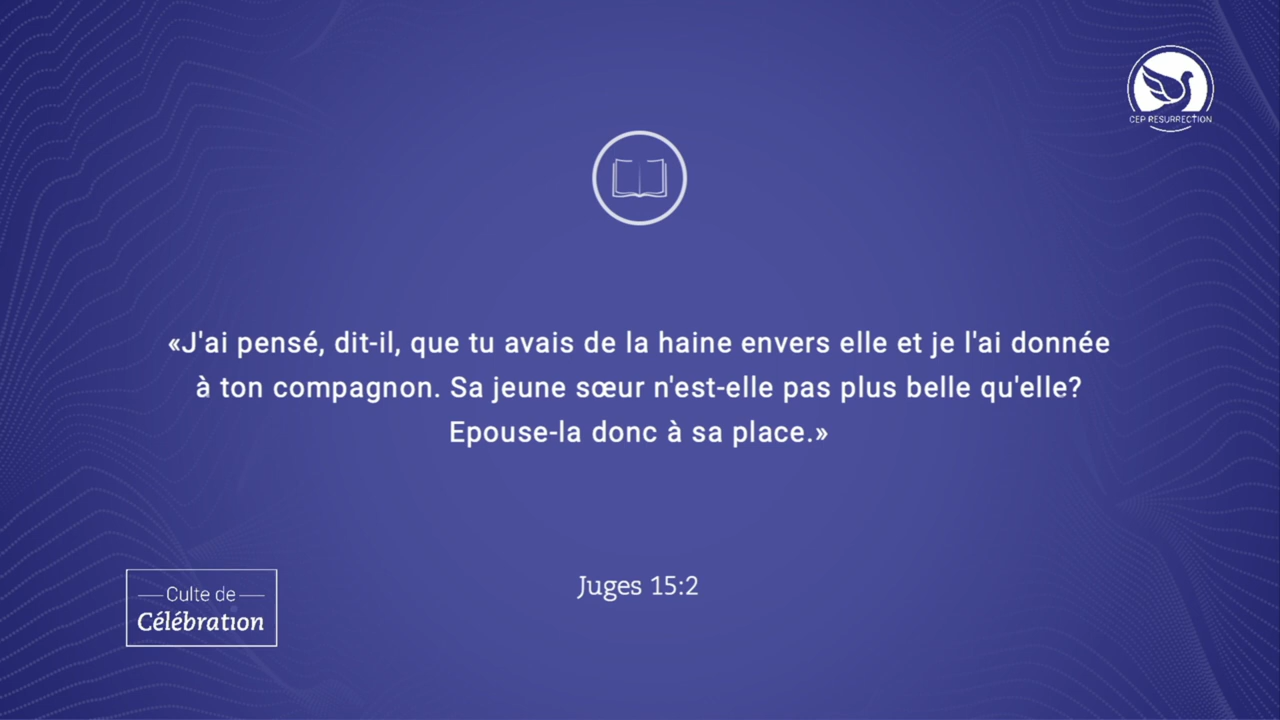 CEP RESURRECTION
«J'ai pensé, dit-il, que tu avais de la haine envers elle et je l'ai donnée
à ton compagnon. Sa jeune sœur n'est-elle pas plus belle qu'elle?
Epouse-la donc à sa place.»
Juges 15:2
Culte de
Célébration